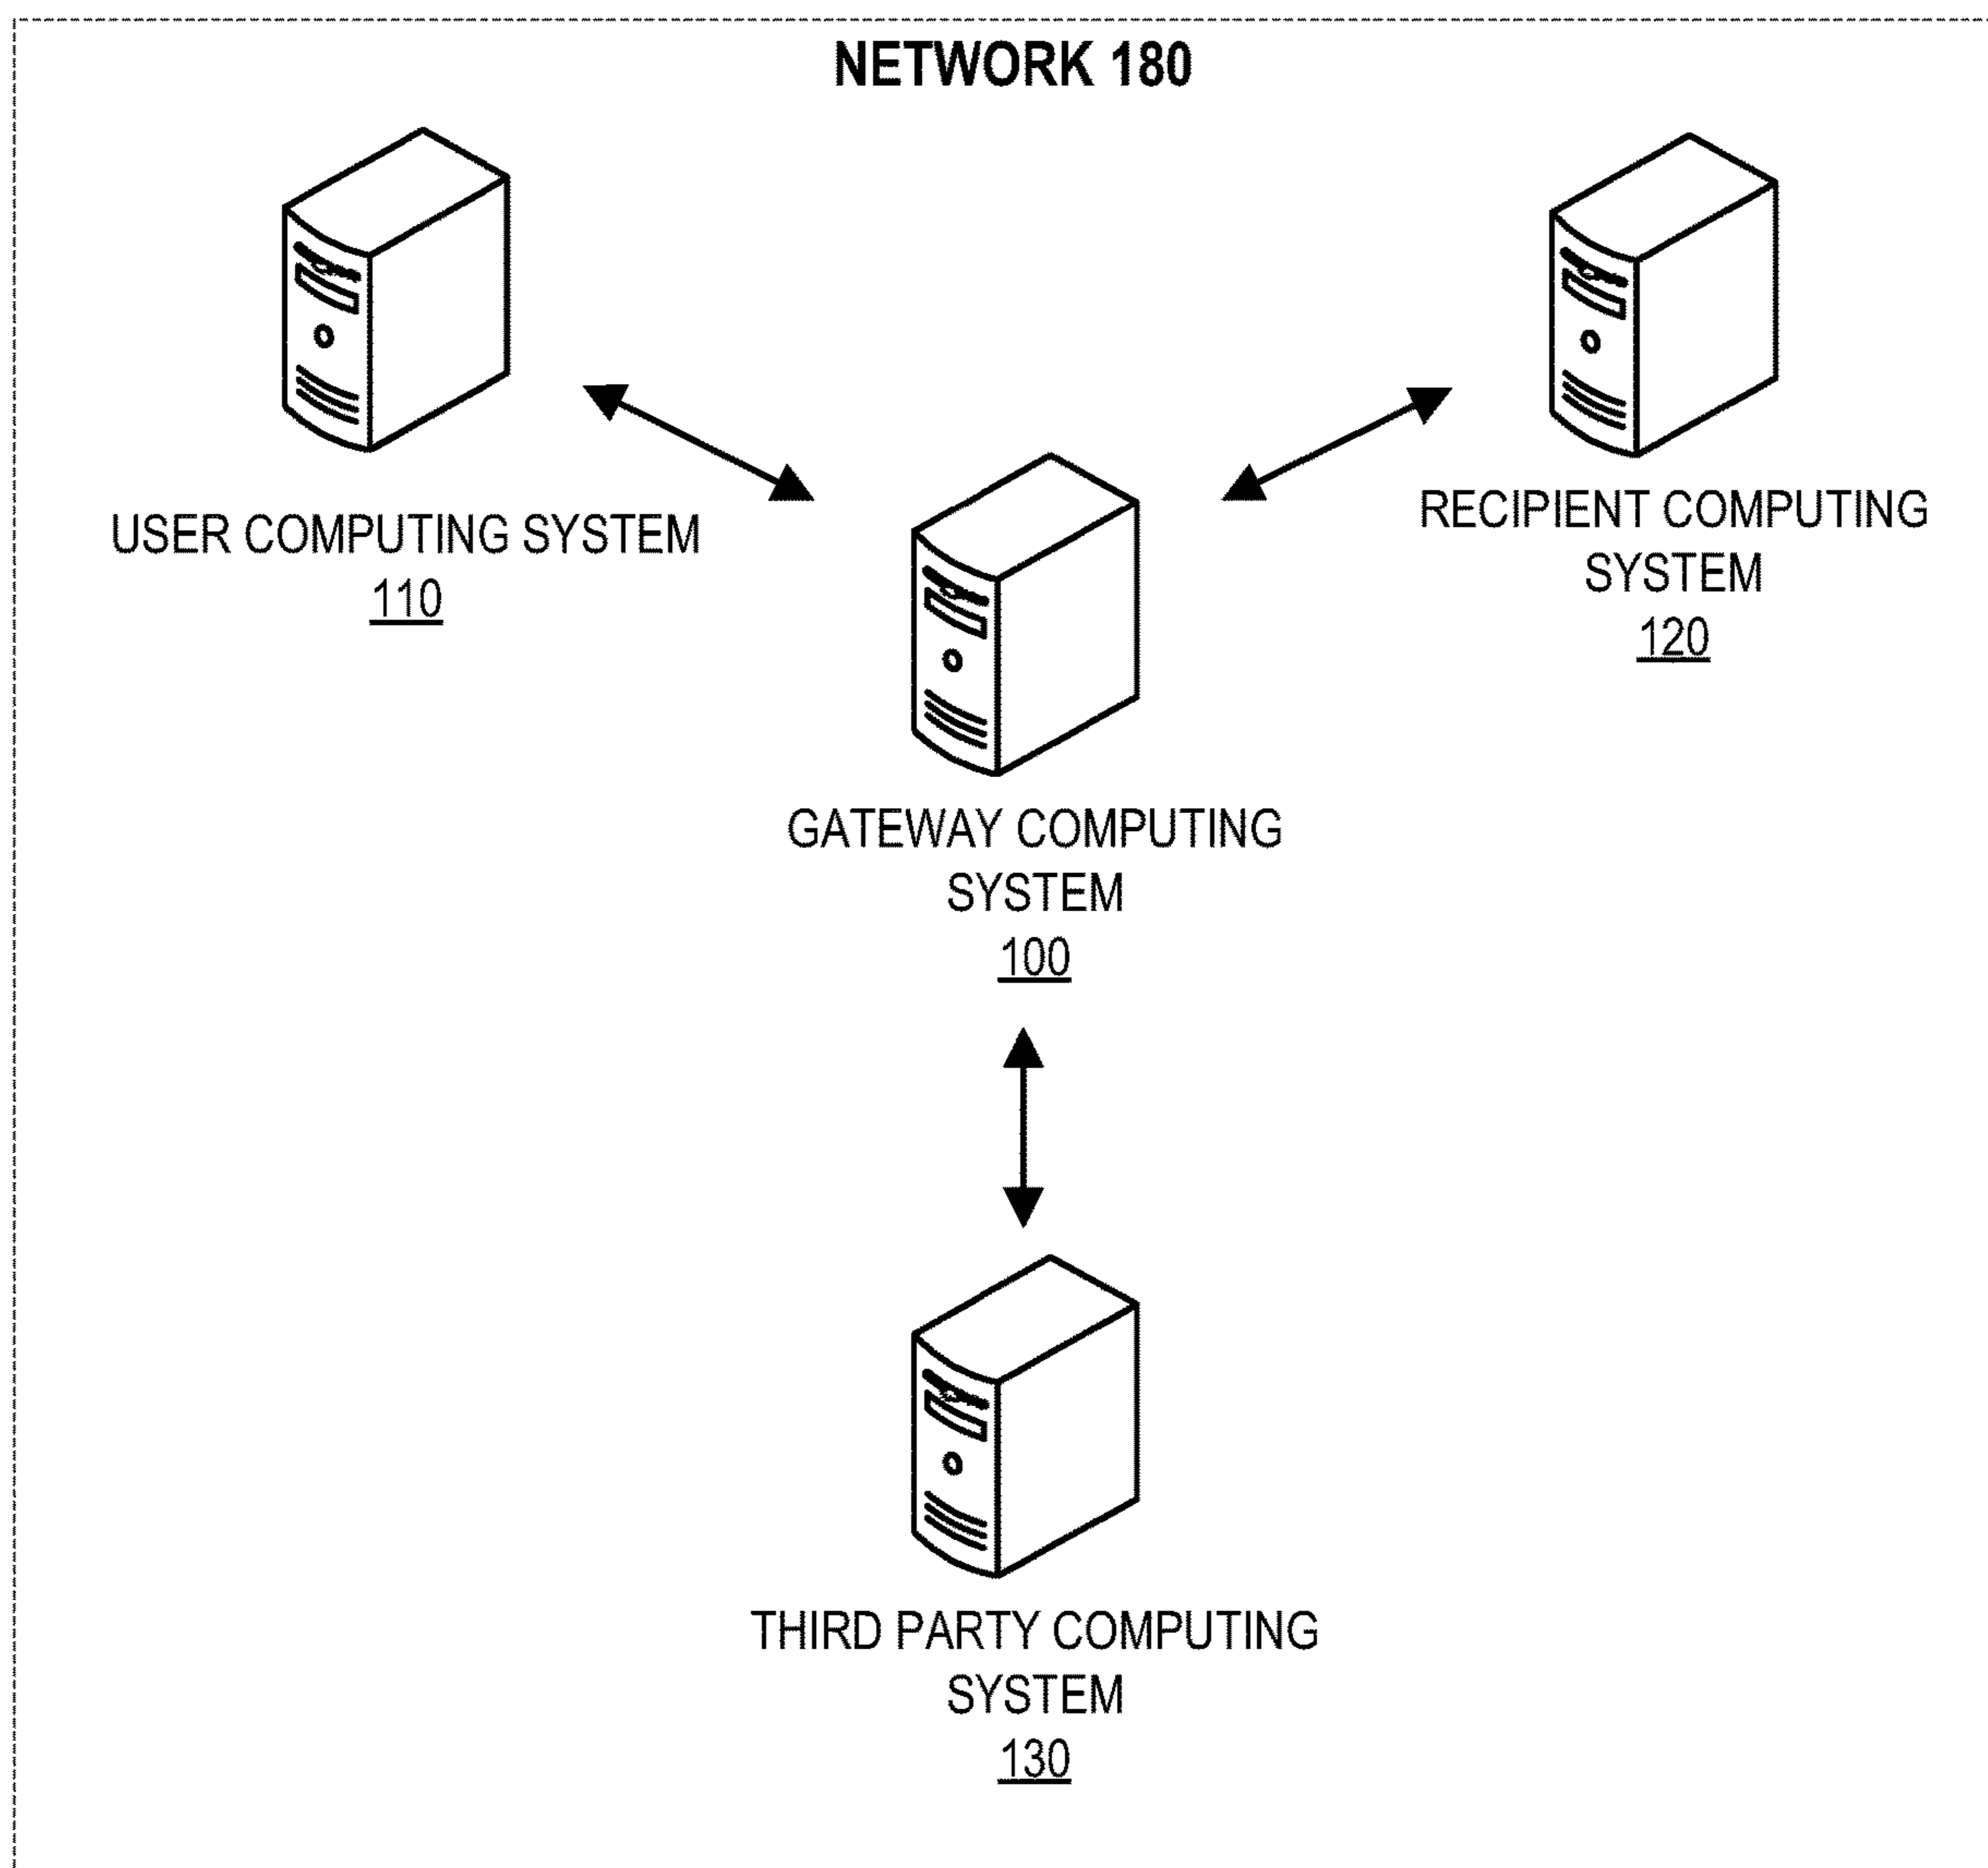 NETWORK 180
USER COMPUTING SYSTEM
110
RECIPIENT COMPUTING
SYSTEM
120
GATEWAY COMPUTING
SYSTEM
100
THIRD PARTY COMPUTING
SYSTEM
130